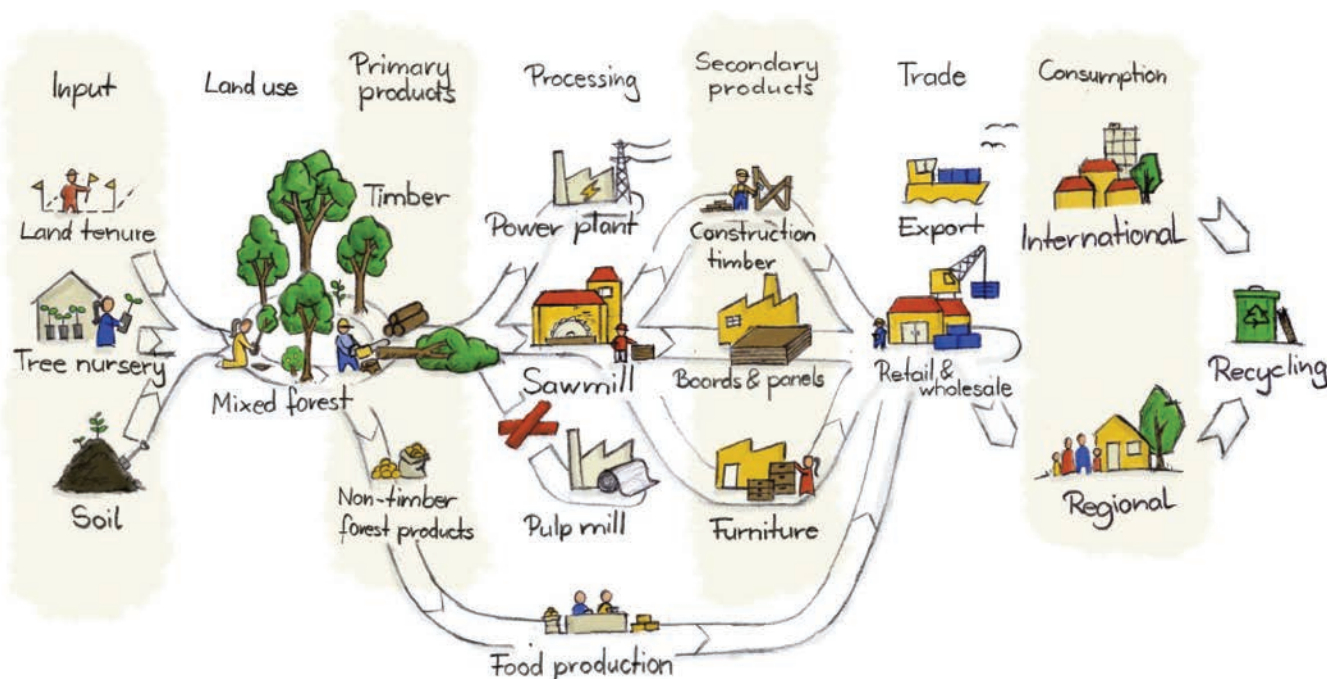 Input
Land use
Primary
products
Processing
Secondary
products
Trade
Consumption
Land tenure
Tree nursery
Soil
Mixed forest
Timber
Non-timber
forest products
Power plant
Sawmill
Pulp mill
Food production
Construction
timber
Boards & panels
Furniture
Export
Retail &
wholesale
International
Regional
Recycling